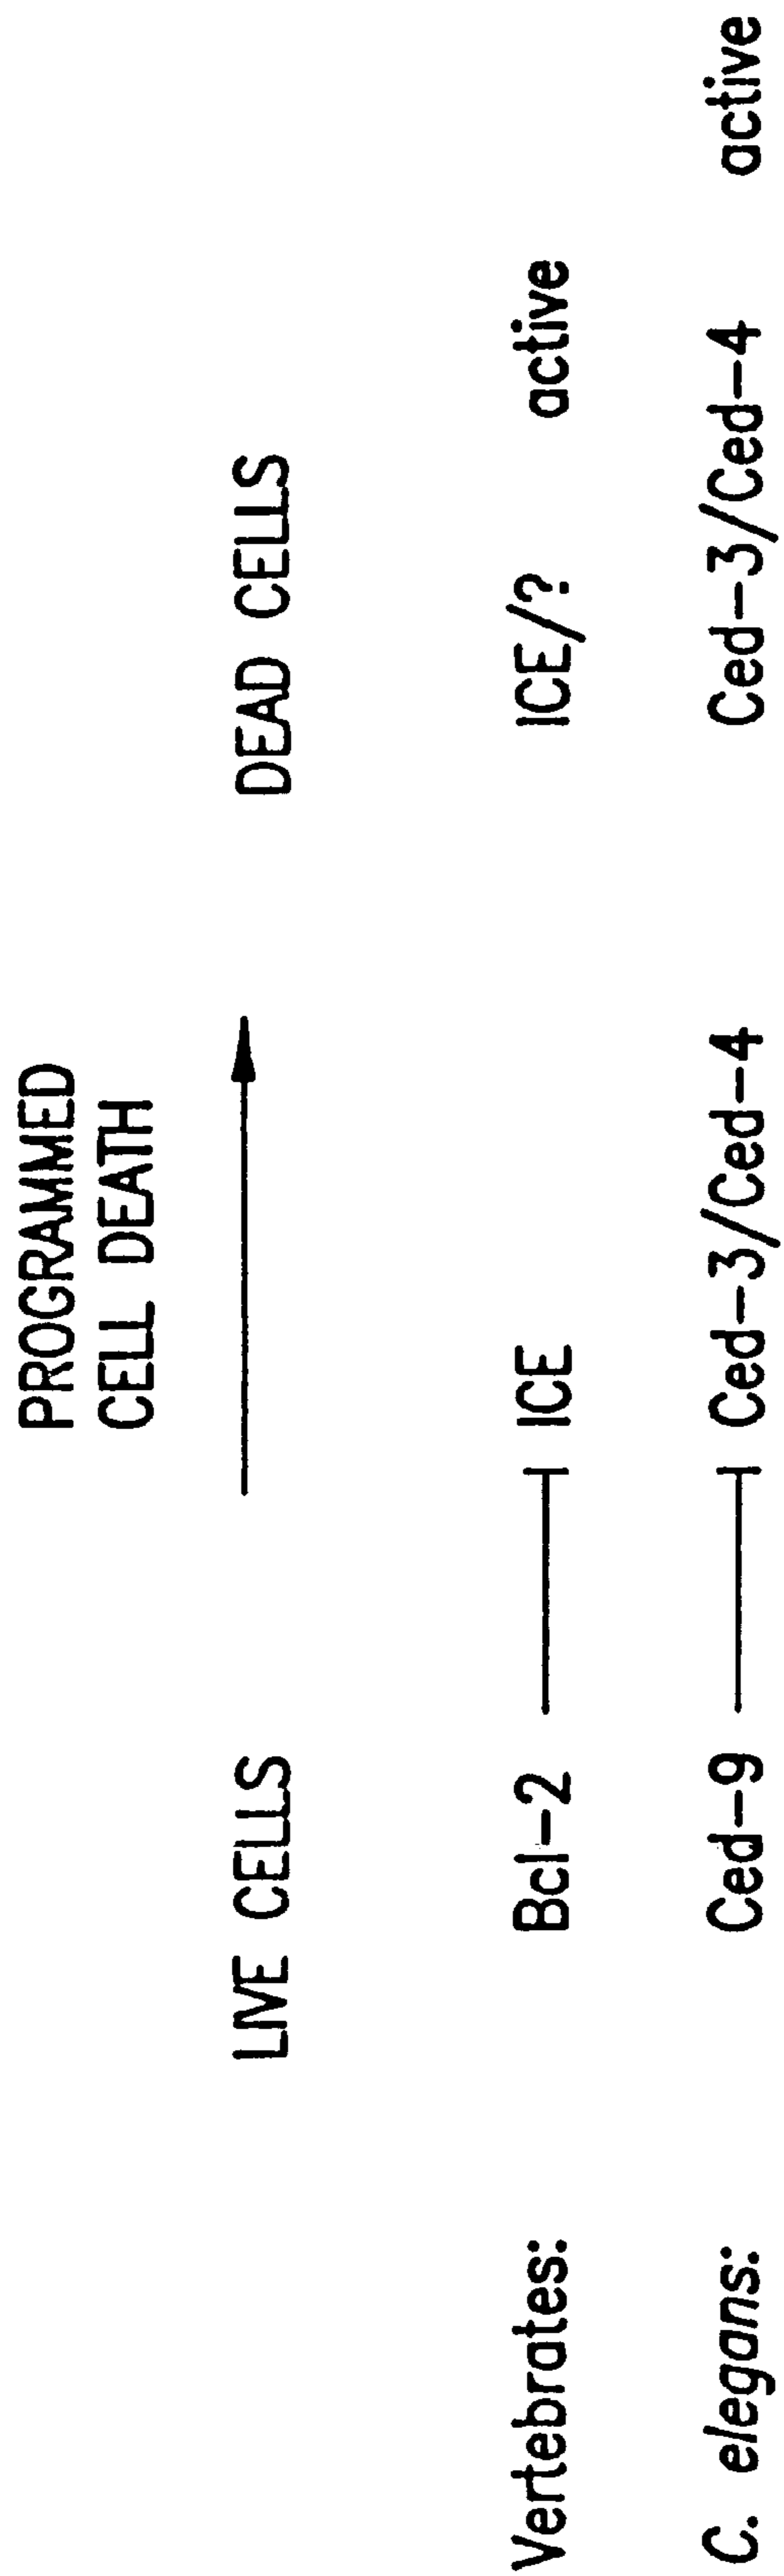 PROGRAMMED
CELL DEATH
LIVE CELLS DEAD CELLS
Vertebrates: Bcl-2 ICE ICE/? active
C. elegans: Ced-9 Ced-3/Ced-4 Ced-3/Ced-4 active